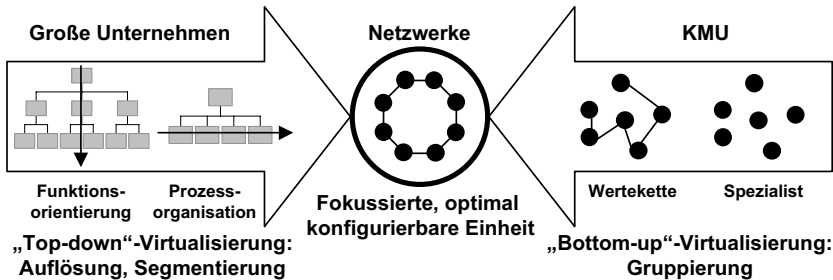 Große Unternehmen
Netzwerke
KMU
Funktions-
orientierung
Prozess-
organisation
Fokussierte, optimal
konfigurierbare Einheit
Wertekette
Spezialist
„Top-down“-Virtualisierung:
Auflösung, Segmentierung
„Bottom-up“-Virtualisierung:
Gruppierung